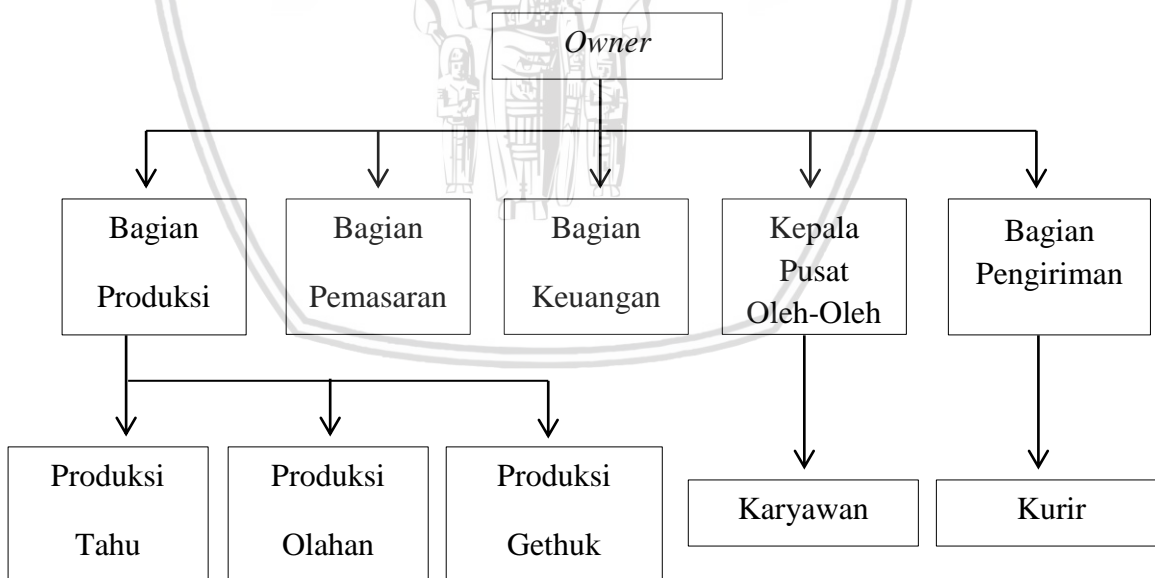 Owner
Bagian
Produksi
Bagian
Pemasaran
Bagian
Keuangan
Kepala
Pusat
Oleh-Oleh
Bagian
Pengiriman
Produksi
Tahu
Produksi
Olahan
Produksi
Gethuk
Karyawan
Kurir